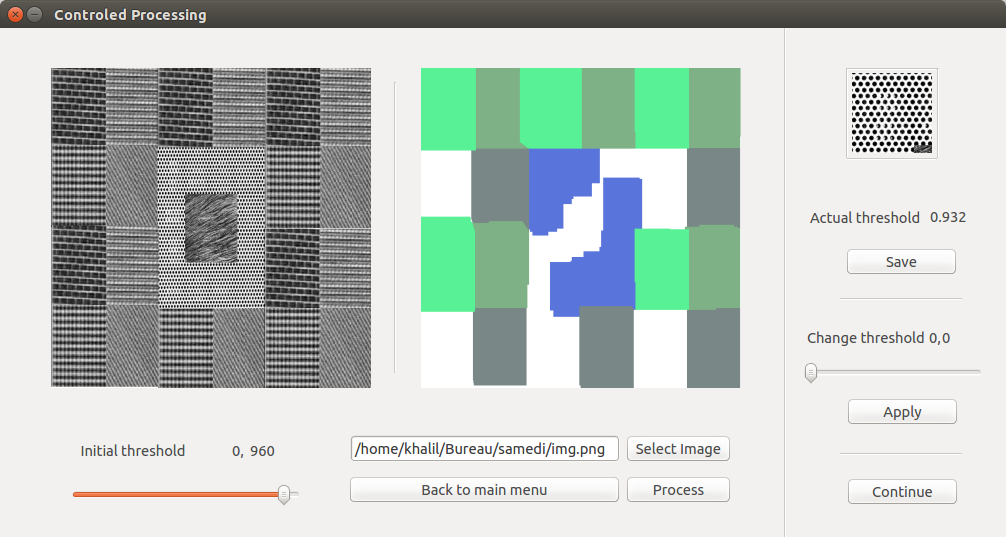 Controled Processing
Actual threshold 0.932
Save
Change threshold 0,0
Apply
Initial threshold 0, 960
/home/khalil/Bureau/samedi/img.png Select Image
Back to main menu Process
Continue